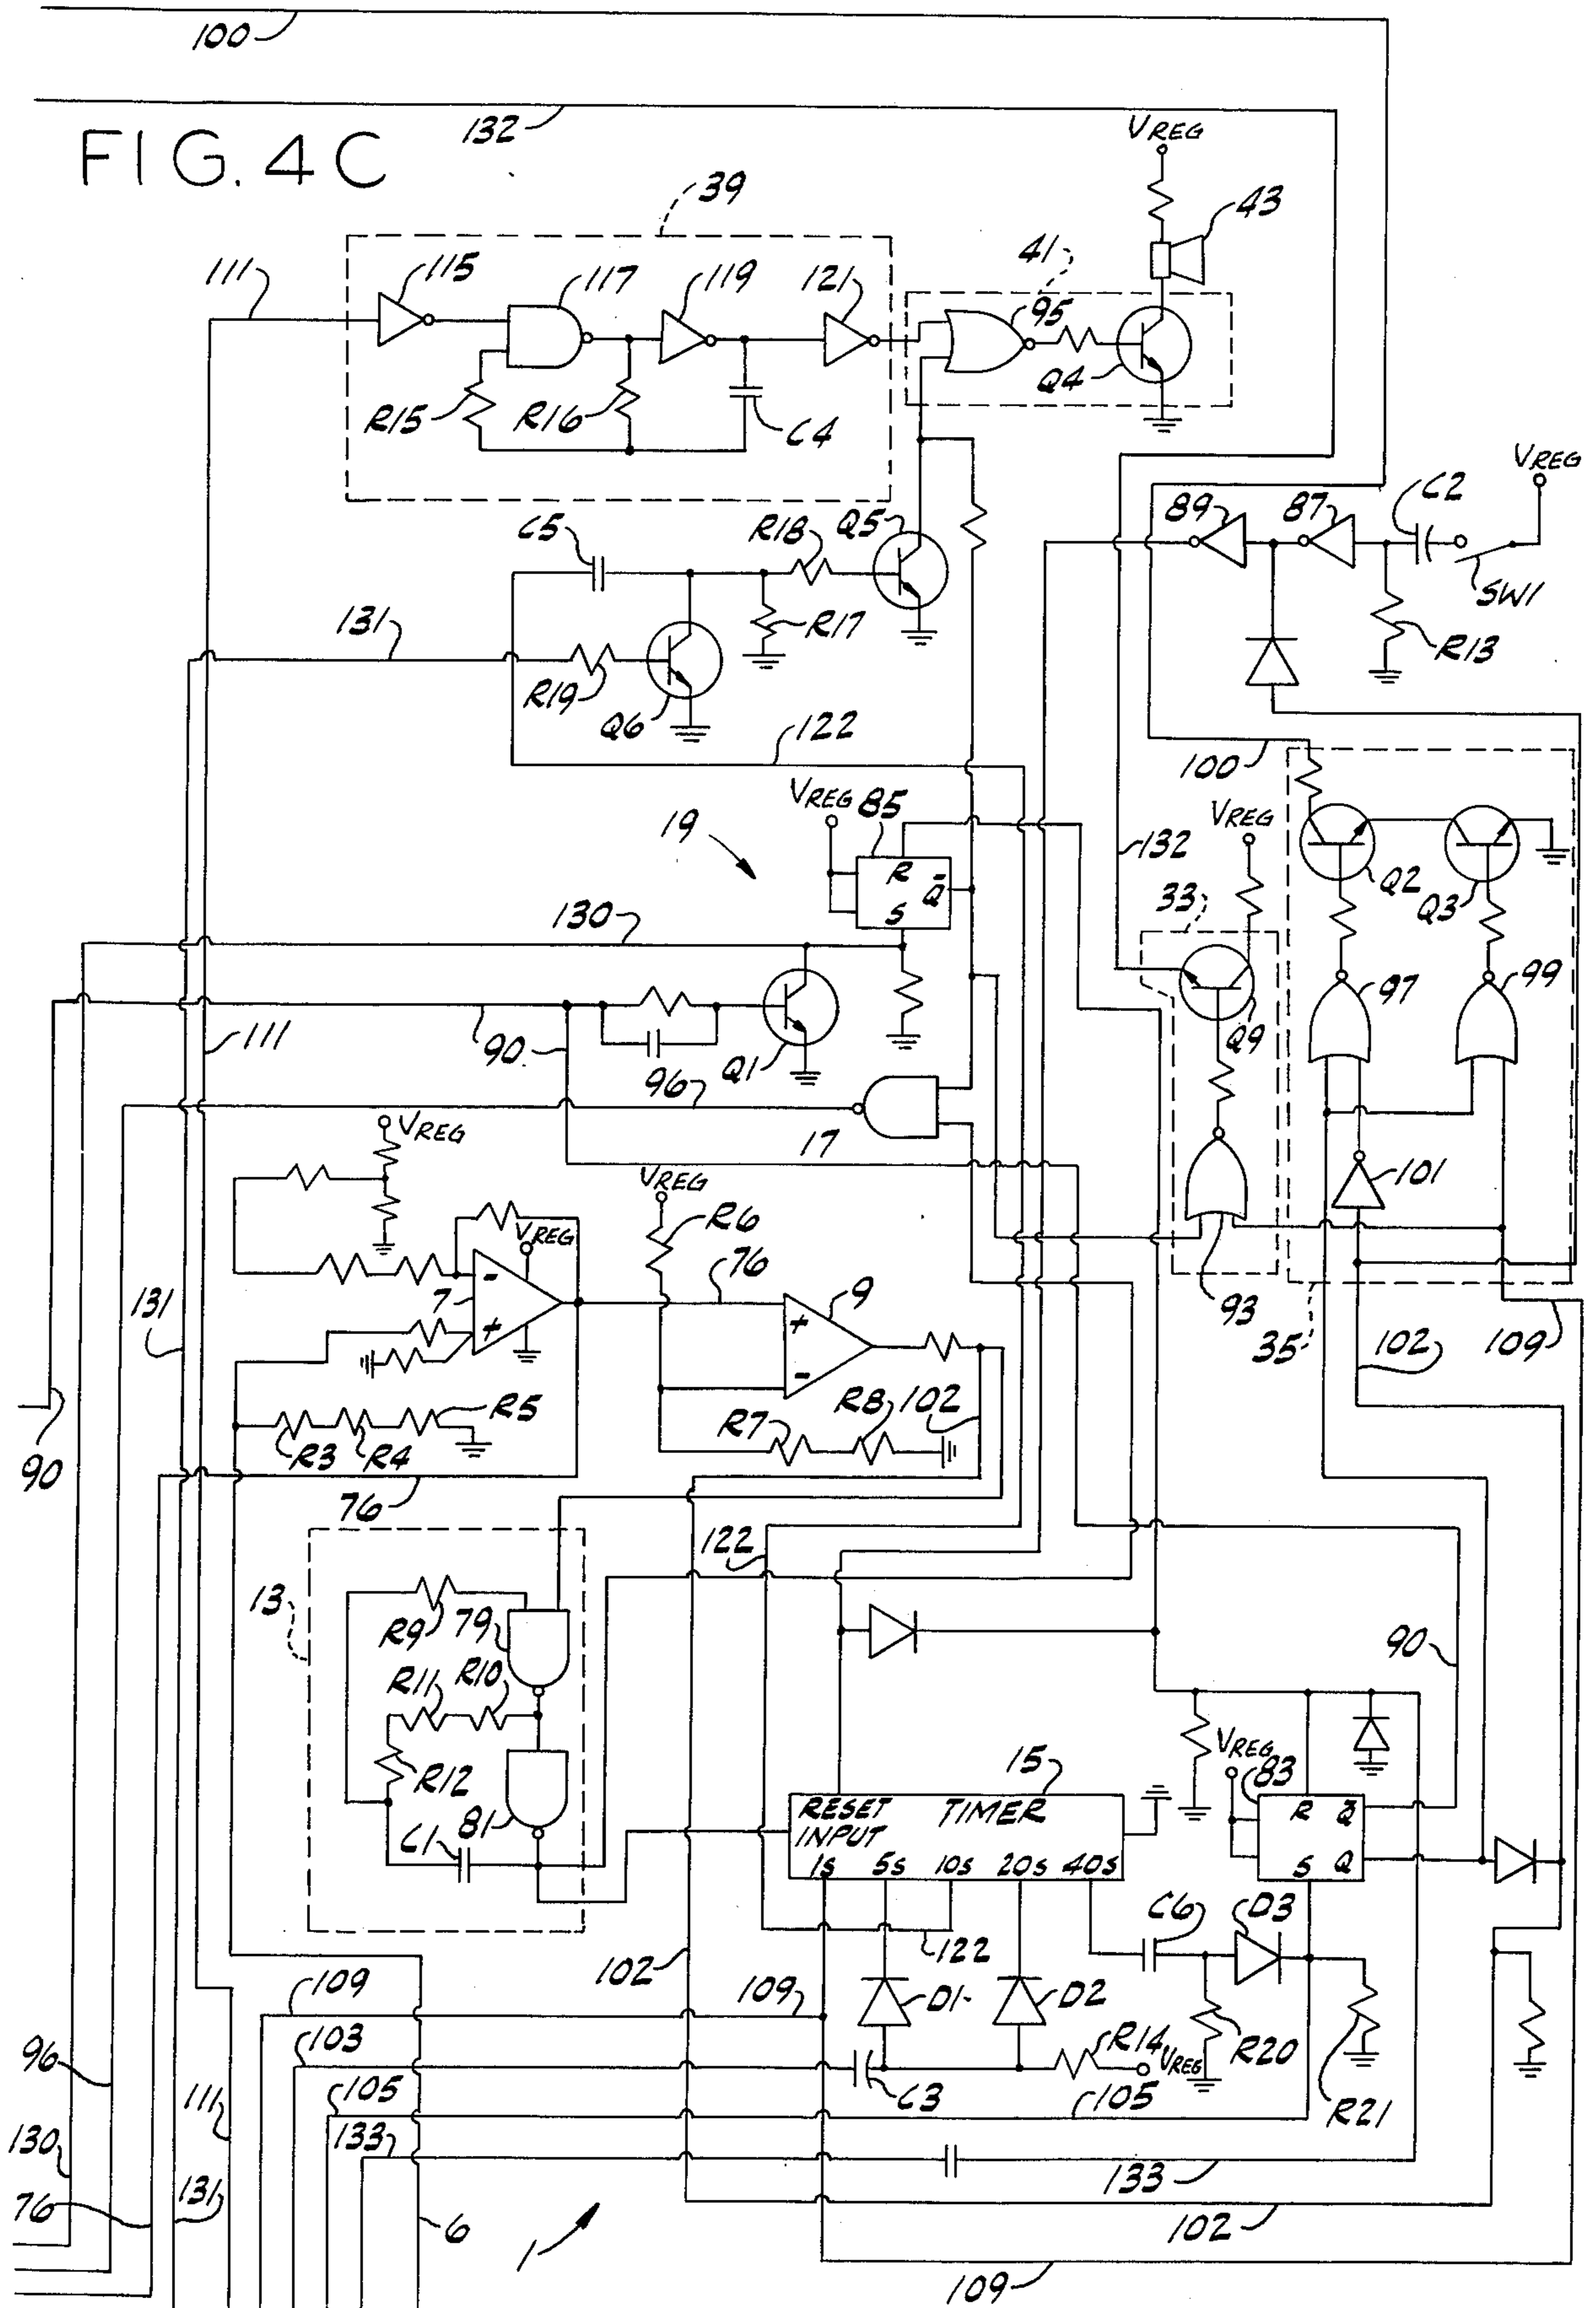 100
132
FIG. 4C
VREG
39
43
41
111
115
117
119
121
95
Q4
R15
R16
C4
VREG
C2
89
87
C5
R18
Q5
SW1
131
R17
R13
R19
Q6
122
100
VREG
85
VREG
19
R
Q̄
S
132
Q2
Q3
33
130
97
99
111
90
Q1
Q9
96
VREG
17
VREG
101
R6
VREG
76
-
7
9
+
+
131
93
-
35
102
109
R5
R7
R8
102
R3
R4
90
76
122
13
R9
79
90
R11
R10
R12
15
VREG
83
RESET
TIMER
R
Q̄
INPUT
C1
81
1s
5s
10s
20s
40s
S
Q
C6
D3
122
102
109
109
D1
D2
103
R14
VREG
R20
96
C3
105
105
R21
111
133
130
133
76
131
6
102
1
109